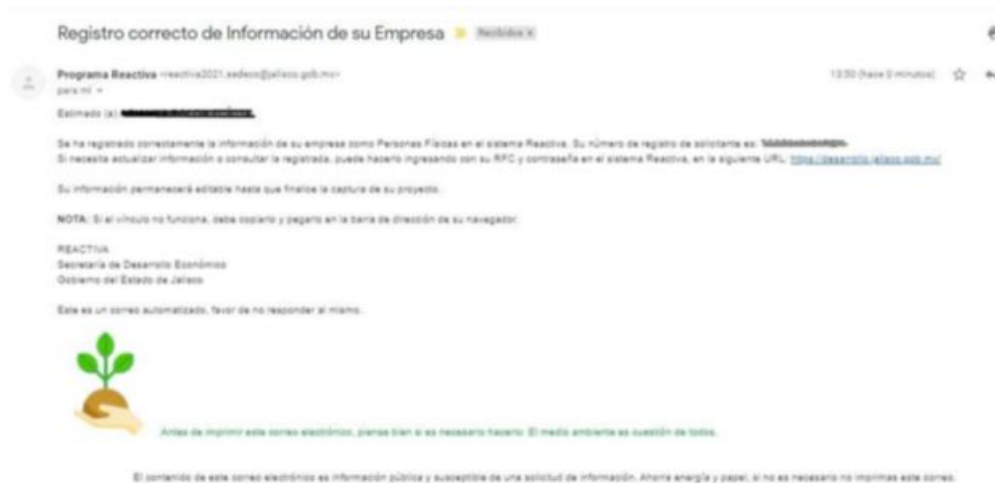 Registro correcto de Información de su Empresa Recibidos x
Programa Reactiva <reactiva2021.sedeco@jalisco.gob.mx> 13:50 (hace 0 minutos)
para mí
Estimado (a)
Se ha registrado correctamente la información de su empresa como Personas Físicas en el sistema Reactiva. Su número de registro de solicitante es:
Si necesita actualizar información o consultar la registrada, puede hacerlo ingresando con su RFC y contraseña en el sistema Reactiva, en la siguiente URL: https://desarrollo.jalisco.gob.mx/
Su información permanecerá editable hasta que finalice la captura de su proyecto.
NOTA: Si el vínculo no funciona, debe copiarlo y pegarlo en la barra de dirección de su navegador.
REACTIVA
Secretaría de Desarrollo Económico
Gobierno del Estado de Jalisco
Este es un correo automatizado, favor de no responder al mismo.
Antes de imprimir este correo electrónico, piense bien si es necesario hacerlo: El medio ambiente es cuestión de todos.
El contenido de este correo electrónico es información pública y susceptible de una solicitud de información. Ahorre energía y papel, si no es necesario no imprimas este correo.